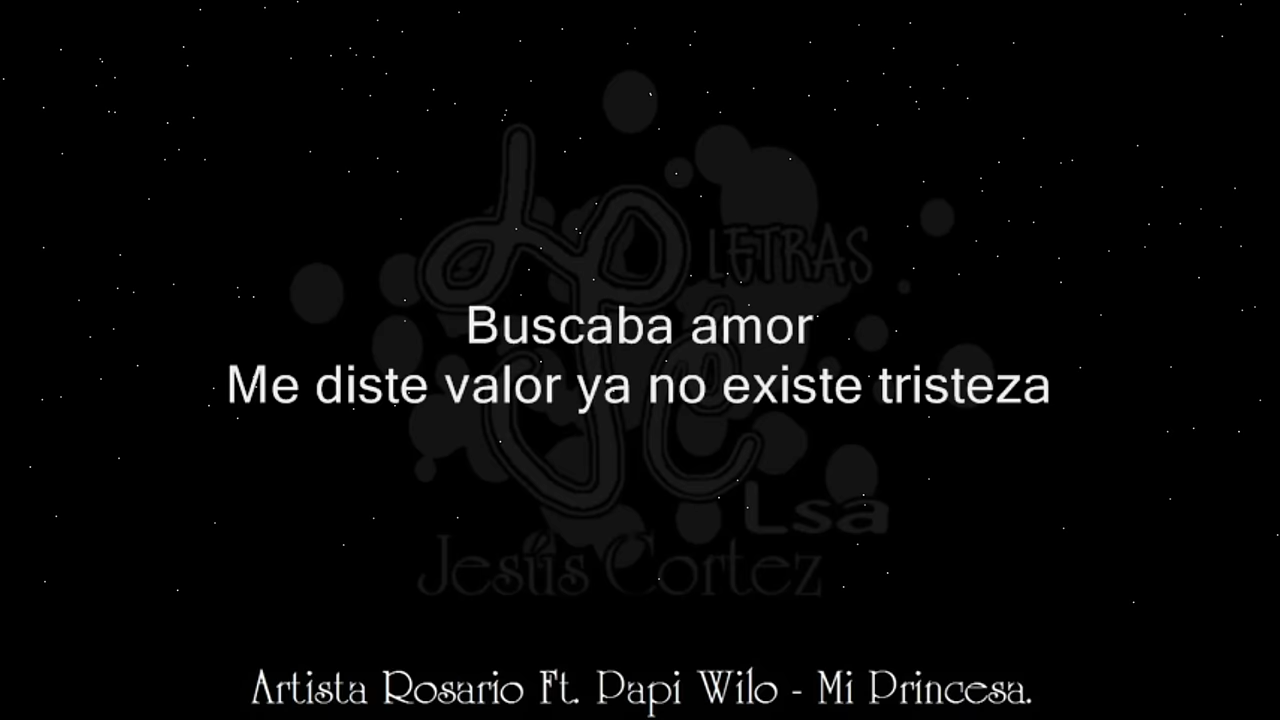 LETRAS
Buscaba amor
Me diste valor ya no existe tristeza
Lsa
Jesús Cortez
Artista Rosario Ft. Papi Wilo - Mi Princesa.